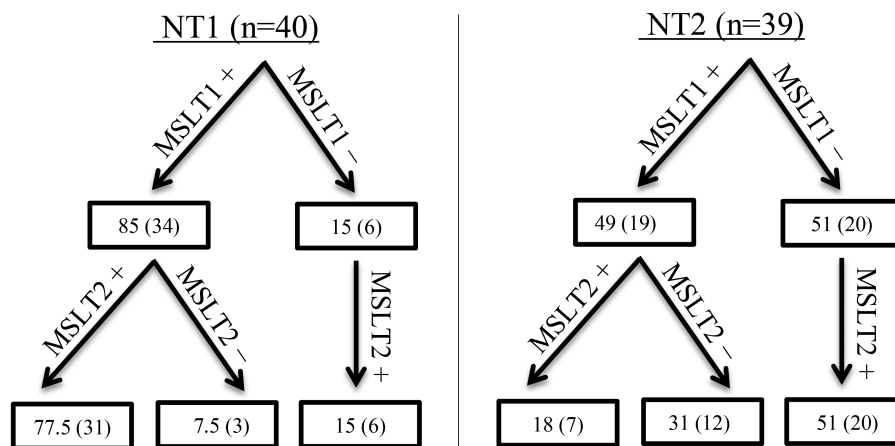 NT1 (n=40)
MSLT1 +
MSLT1 –
85 (34)
15 (6)
MSLT2 +
MSLT2 –
MSLT2 +
77.5 (31)
7.5 (3)
15 (6)
NT2 (n=39)
MSLT1 +
MSLT1 –
49 (19)
51 (20)
MSLT2 +
MSLT2 –
MSLT2 +
18 (7)
31 (12)
51 (20)